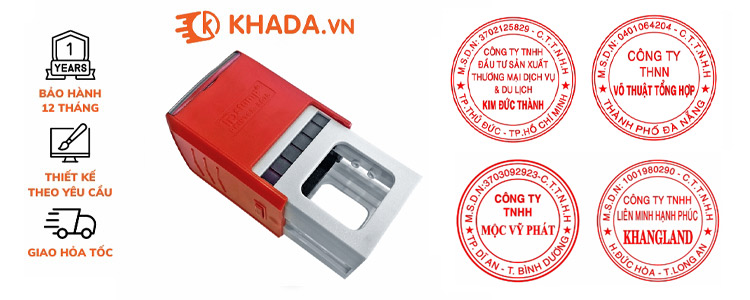 KHADA.VN
1
YEARS
BẢO HÀNH
12 THÁNG
THIẾT KẾ
THEO YÊU CẦU
GIAO HỎA TỐC
M.S.D.N: 3702125829 - C.T.T.N.H.H
CÔNG TY TNHH
ĐẦU TƯ SẢN XUẤT
THƯƠNG MẠI DỊCH VỤ
& DU LỊCH
KIM ĐỨC THÀNH
TP.THỦ ĐỨC - TP.HỒ CHÍ MINH
M.S.D.N: 0401064204 - C.T.T.N.H.H
CÔNG TY
THNN
VÕ THUẬT TỔNG HỢP
THÀNH PHỐ ĐÀ NẴNG
M.S.D.N:3703092923-C.T.T.N.H.H
CÔNG TY
TNHH
MỘC VỸ PHÁT
TP. DĨ AN - T. BÌNH DƯƠNG
M.S.D.N: 1001980290 - C.T.T.N.H.H
CÔNG TY TNHH
LIÊN MINH HẠNH PHÚC
KHANGLAND
H.ĐỨC HÒA - T.LONG AN